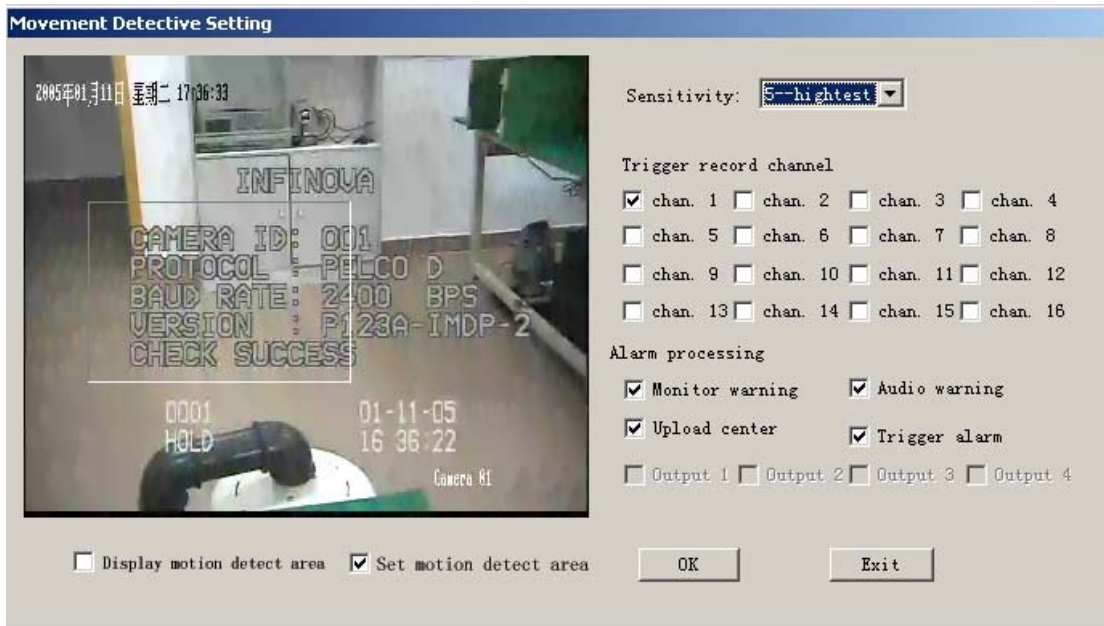 Movement Detective Setting
2005年01月11日 星期二 17:36:33
INFINOVA
CAMERA ID: 001
PROTOCOL : PELCO D
BAUD RATE: 2400 BPS
VERSION : P123A-IMDP-2
CHECK SUCCESS
0001 01-11-05
HOLD 16 36:22
Camera 01
Sensitivity: 5--hightest
Trigger record channel
chan. 1 chan. 2 chan. 3 chan. 4
chan. 5 chan. 6 chan. 7 chan. 8
chan. 9 chan. 10 chan. 11 chan. 12
chan. 13 chan. 14 chan. 15 chan. 16
Alarm processing
Monitor warning Audio warning
Upload center Trigger alarm
Output 1 Output 2 Output 3 Output 4
Display motion detect area Set motion detect area OK Exit